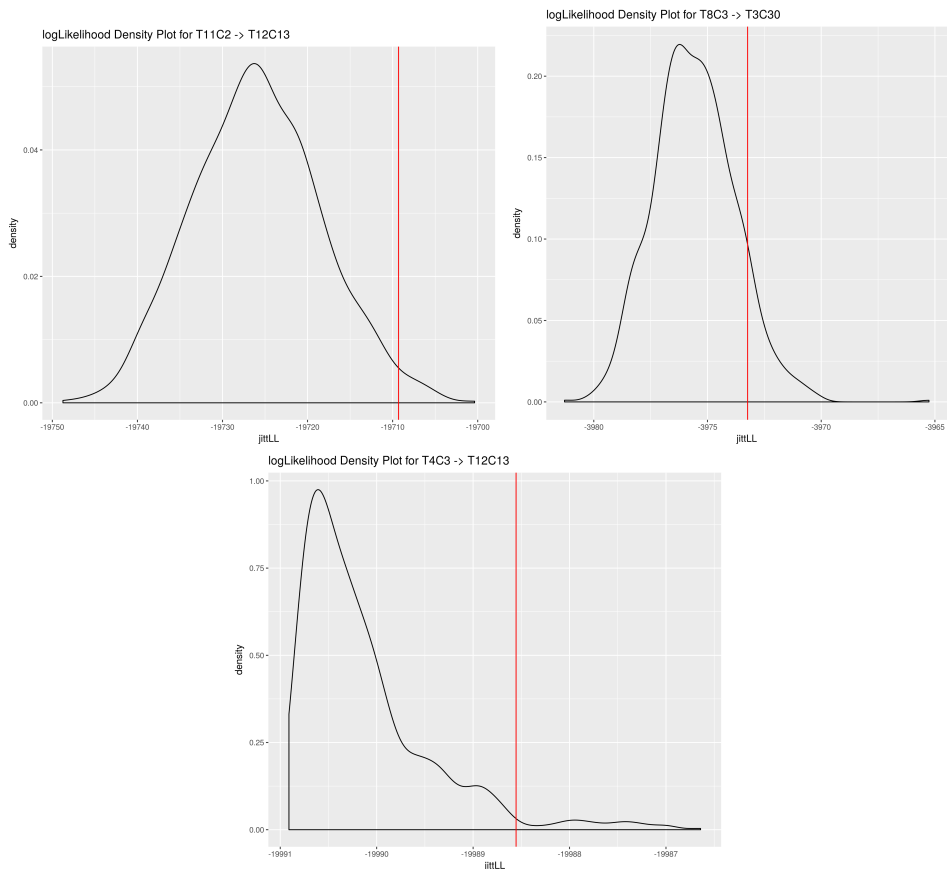 logLikelihood Density Plot for T11C2 -> T12C13
density
0.04
0.02
0.00
-19750 -19740 -19730 -19720 -19710 -19700
jittLL
logLikelihood Density Plot for T8C3 -> T3C30
density
0.20
0.15
0.10
0.05
0.00
-3980 -3975 -3970 -3965
jittLL
logLikelihood Density Plot for T4C3 -> T12C13
density
1.00
0.75
0.50
0.25
0.00
-19991 -19990 -19989 -19988 -19987
jittLL